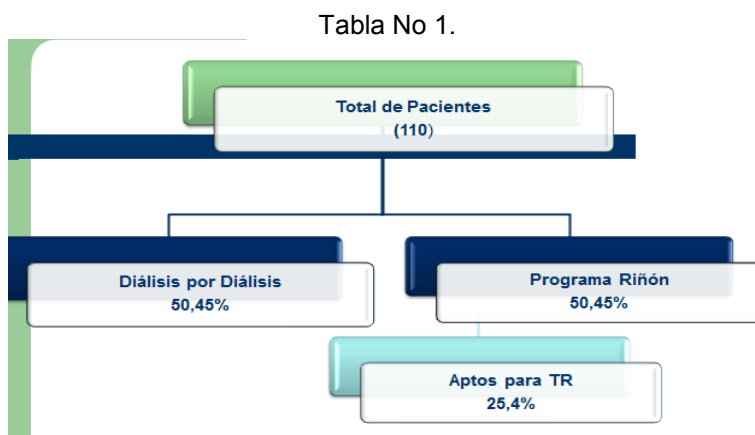 Tabla No 1.
Total de Pacientes
(110)
Diálisis por Diálisis
50,45%
Programa Riñón
50,45%
Aptos para TR
25,4%